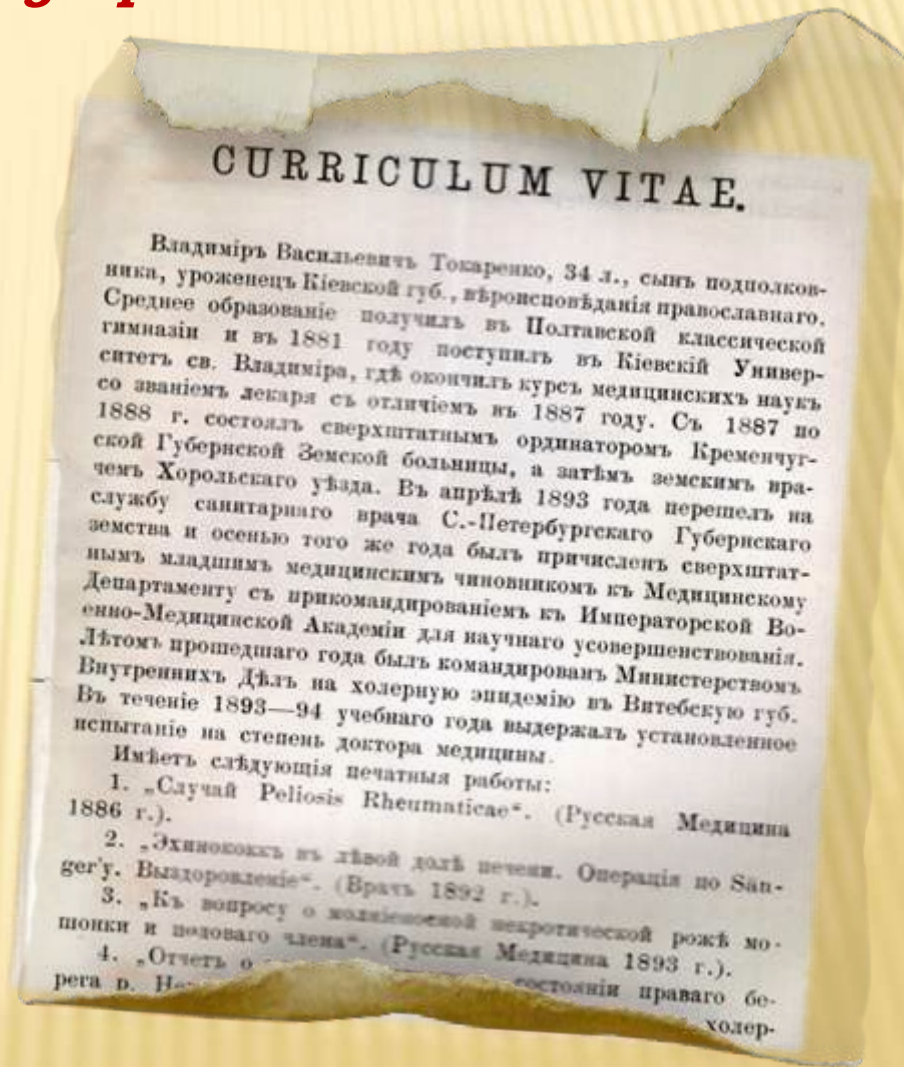 CURRICULUM VITAE.
Владиміръ Васильевичъ Токаренко, 34 л., сынъ подполков-
ника, уроженецъ Кіевской губ., вѣроисповѣданія православнаго.
Среднее образованіе получилъ въ Полтавской классической
гимназіи и въ 1881 году поступилъ въ Кіевскій Универ-
ситетъ св. Владиміра, гдѣ окончилъ курсъ медицинскихъ наукъ
со званіемъ лекаря съ отличіемъ въ 1887 году. Съ 1887 по
1888 г. состоялъ сверхштатнымъ ординаторомъ Кременчуг-
ской Губернской Земской больницы, а затѣмъ земскимъ вра-
чемъ Хорольскаго уѣзда. Въ апрѣлѣ 1893 года перешелъ на
службу санитарнаго врача С.-Петербургскаго Губернскаго
земства и осенью того же года былъ причисленъ сверхштат-
нымъ младшимъ медицинскимъ чиновникомъ къ Медицинскому
Департаменту съ прикомандированіемъ къ Императорской Во-
енно-Медицинской Академіи для научнаго усовершенствованія.
Лѣтомъ прошедшаго года былъ командированъ Министерствомъ
Внутреннихъ Дѣлъ на холерную эпидемію въ Витебскую губ.
Въ теченіе 1893—94 учебнаго года выдержалъ установленное
испытаніе на степень доктора медицины.
Имѣетъ слѣдующія печатныя работы:
1. „Случай Peliosis Rheumaticae“. (Русская Медицина
1886 г.).
2. „Эхинококкъ въ лѣвой долѣ печени. Операція по Sän-
ger'у. Выздоровленіе“. (Врачъ 1892 г.).
3. „Къ вопросу о молніеносной некротической рожѣ мо-
шонки и половаго члена“. (Русская Медицина 1893 г.).
4. „Отчетъ о состояніи праваго бе-
рега р. холер-